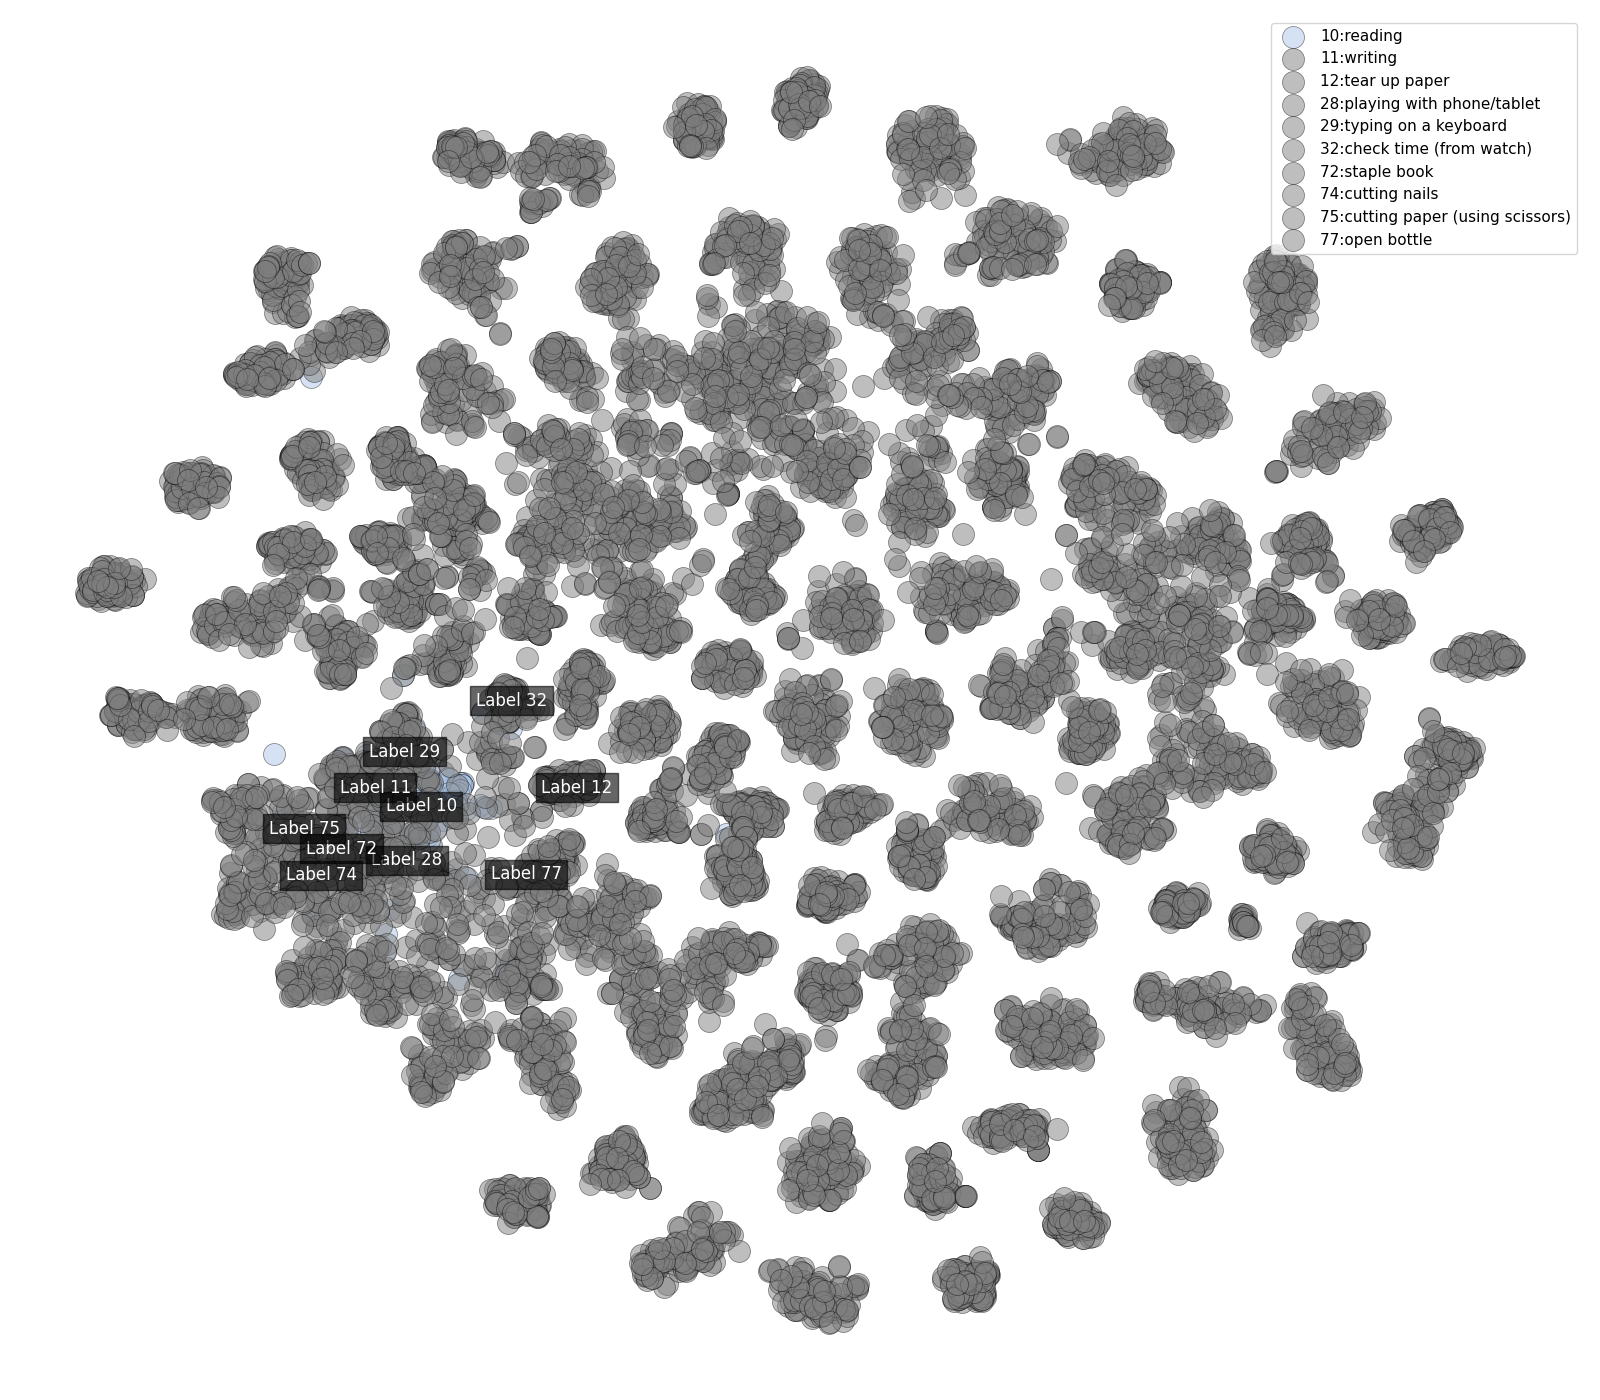 10:reading
11:writing
12:tear up paper
28:playing with phone/tablet
29:typing on a keyboard
32:check time (from watch)
72:staple book
74:cutting nails
75:cutting paper (using scissors)
77:open bottle
Label 32
Label 29
Label 11
Label 12
Label 10
Label 75
Label 72
Label 28
Label 74
Label 77